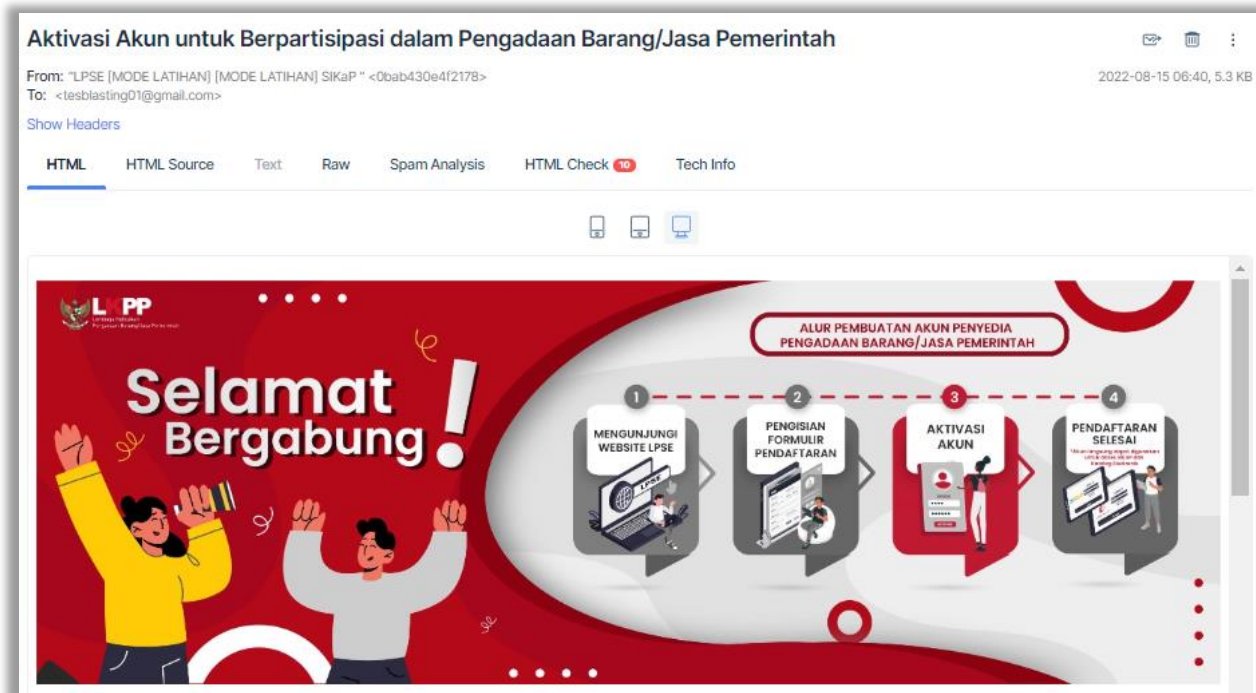 Aktivasi Akun untuk Berpartisipasi dalam Pengadaan Barang/Jasa Pemerintah
From: "LPSE [MODE LATIHAN] [MODE LATIHAN] SIKaP " <0bab430e4f2178>
2022-08-15 06:40, 5.3 KB
To: <tesblasting01@gmail.com>
Show Headers
HTML HTML Source Text Raw Spam Analysis HTML Check 10 Tech Info
LKPP
Selamat
Bergabung!
ALUR PEMBUATAN AKUN PENYEDIA
PENGADAAN BARANG/JASA PEMERINTAH
1
MENGUNJUNGI
WEBSITE LPSE
LPSE
2
PENGISIAN
FORMULIR
PENDAFTARAN
3
AKTIVASI
AKUN
4
PENDAFTARAN
SELESAI